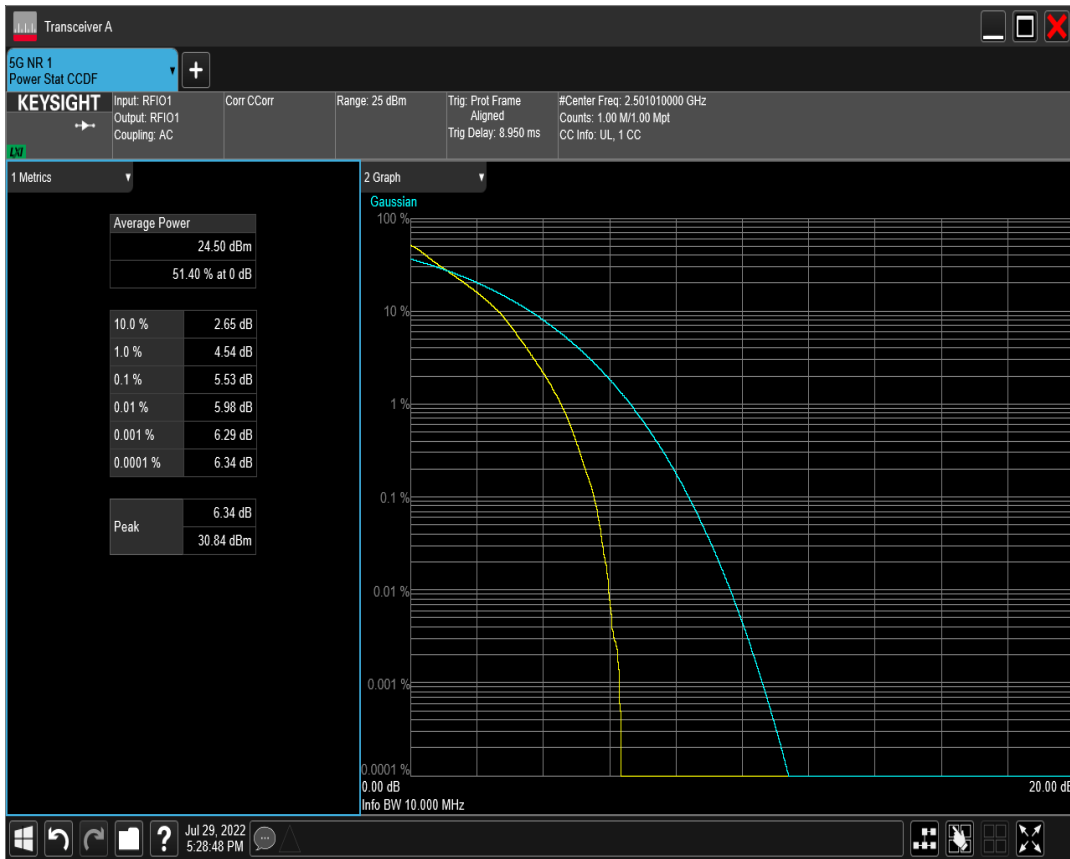 Transceiver A
5G NR 1
Power Stat CCDF
+
KEYSIGHT
LXI
Input: RFIO1
Output: RFIO1
Coupling: AC
Corr CCorr
Range: 25 dBm
Trig: Prot Frame
Aligned
Trig Delay: 8.950 ms
#Center Freq: 2.501010000 GHz
Counts: 1.00 M/1.00 Mpt
CC Info: UL, 1 CC
1 Metrics
Average Power
24.50 dBm
51.40 % at 0 dB
10.0 % 2.65 dB
1.0 % 4.54 dB
0.1 % 5.53 dB
0.01 % 5.98 dB
0.001 % 6.29 dB
0.0001 % 6.34 dB
Peak 6.34 dB
30.84 dBm
2 Graph
Gaussian
100 %
10 %
1 %
0.1 %
0.01 %
0.001 %
0.0001 %
0.00 dB 20.00 dB
Info BW 10.000 MHz
?
Jul 29, 2022
5:28:48 PM